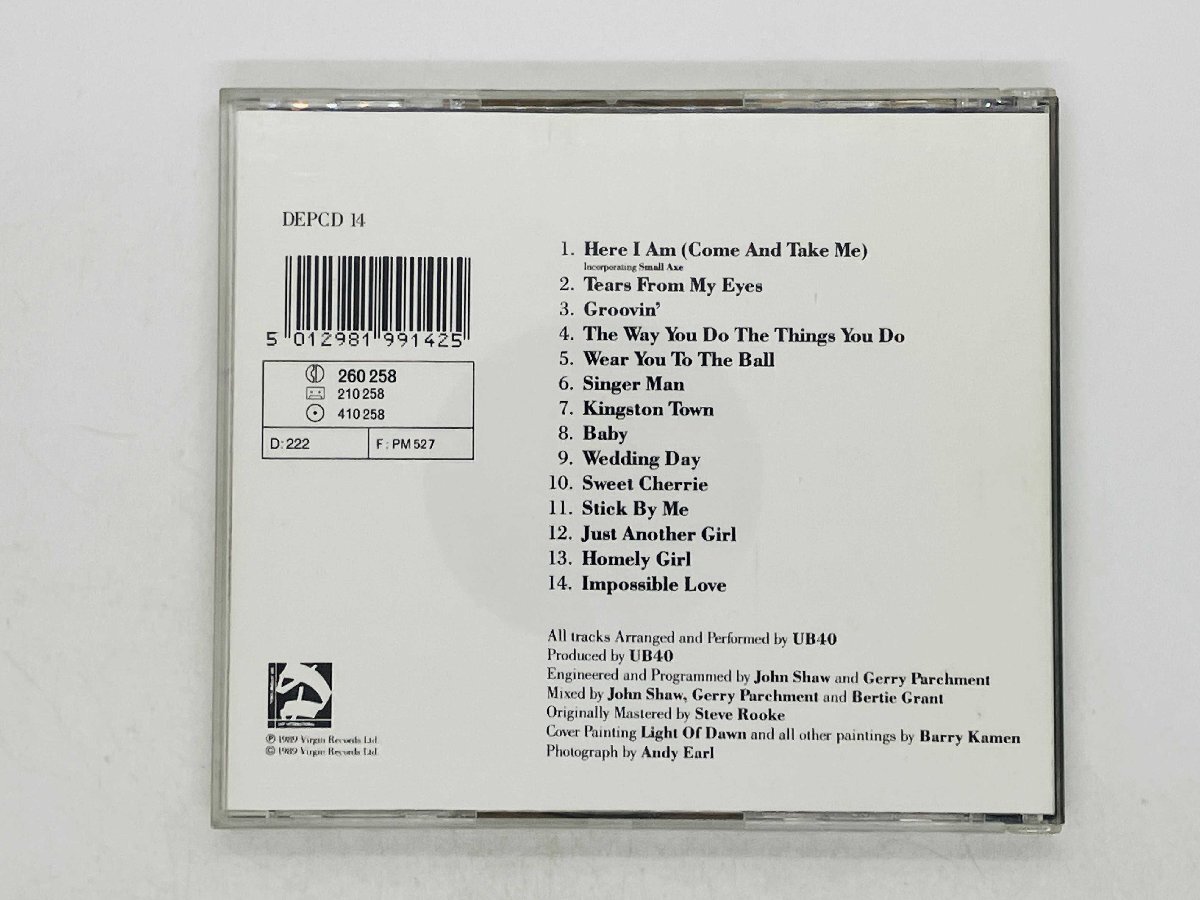 DEPCD 14
5 012981 991425
260 258
210 258
410 258
D: 222
F: PM 527
1. Here I Am (Come And Take Me)
Incorporating Small Axe
2. Tears From My Eyes
3. Groovin'
4. The Way You Do The Things You Do
5. Wear You To The Ball
6. Singer Man
7. Kingston Town
8. Baby
9. Wedding Day
10. Sweet Cherrie
11. Stick By Me
12. Just Another Girl
13. Homely Girl
14. Impossible Love
All tracks Arranged and Performed by UB40
Produced by UB40
Engineered and Programmed by John Shaw and Gerry Parchment
Mixed by John Shaw, Gerry Parchment and Bertie Grant
Originally Mastered by Steve Rooke
Cover Painting Light Of Dawn and all other paintings by Barry Kamen
Photograph by Andy Earl
DEP INTERNATIONAL
℗ 1989 Virgin Records Ltd.
© 1989 Virgin Records Ltd.